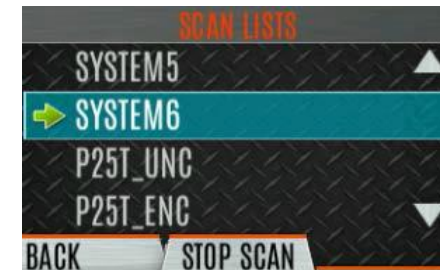 SCAN LISTS
SYSTEM5
SYSTEM6
P25T_UNC
P25T_ENC
BACK STOP SCAN